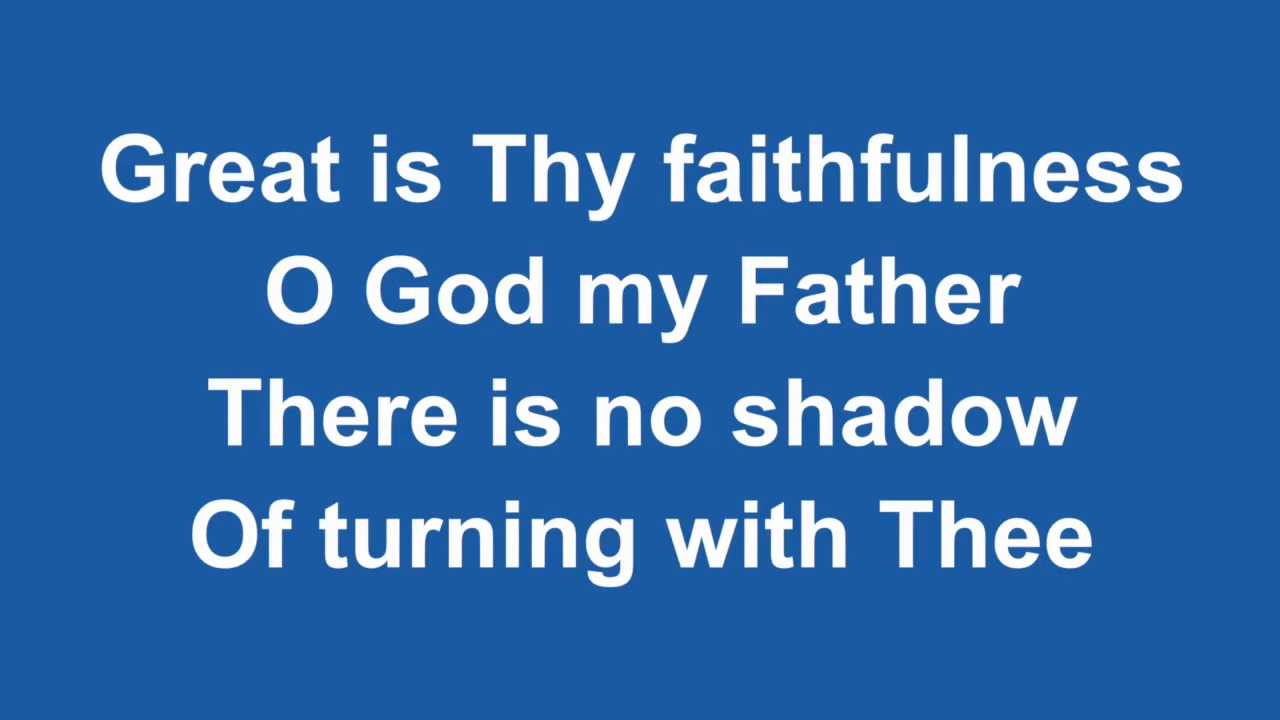 Great is Thy faithfulness
O God my Father
There is no shadow
Of turning with Thee